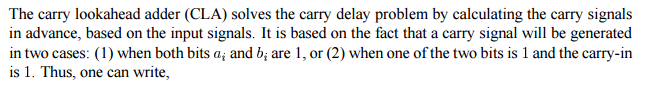 The carry lookahead adder (CLA) solves the carry delay problem by calculating the carry signals
in advance, based on the input signals. It is based on the fact that a carry signal will be generated
in two cases: (1) when both bits aᵢ and bᵢ are 1, or (2) when one of the two bits is 1 and the carry-in
is 1. Thus, one can write,